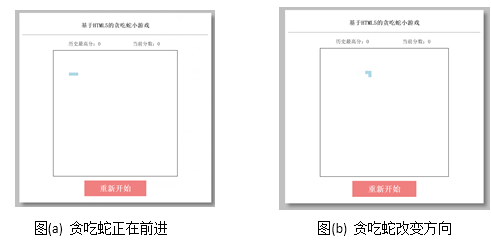 基于HTML5的贪吃蛇小游戏
历史最高分：0 当前分数：0
重新开始
图(a) 贪吃蛇正在前进
基于HTML5的贪吃蛇小游戏
历史最高分：0 当前分数：0
重新开始
图(b) 贪吃蛇改变方向